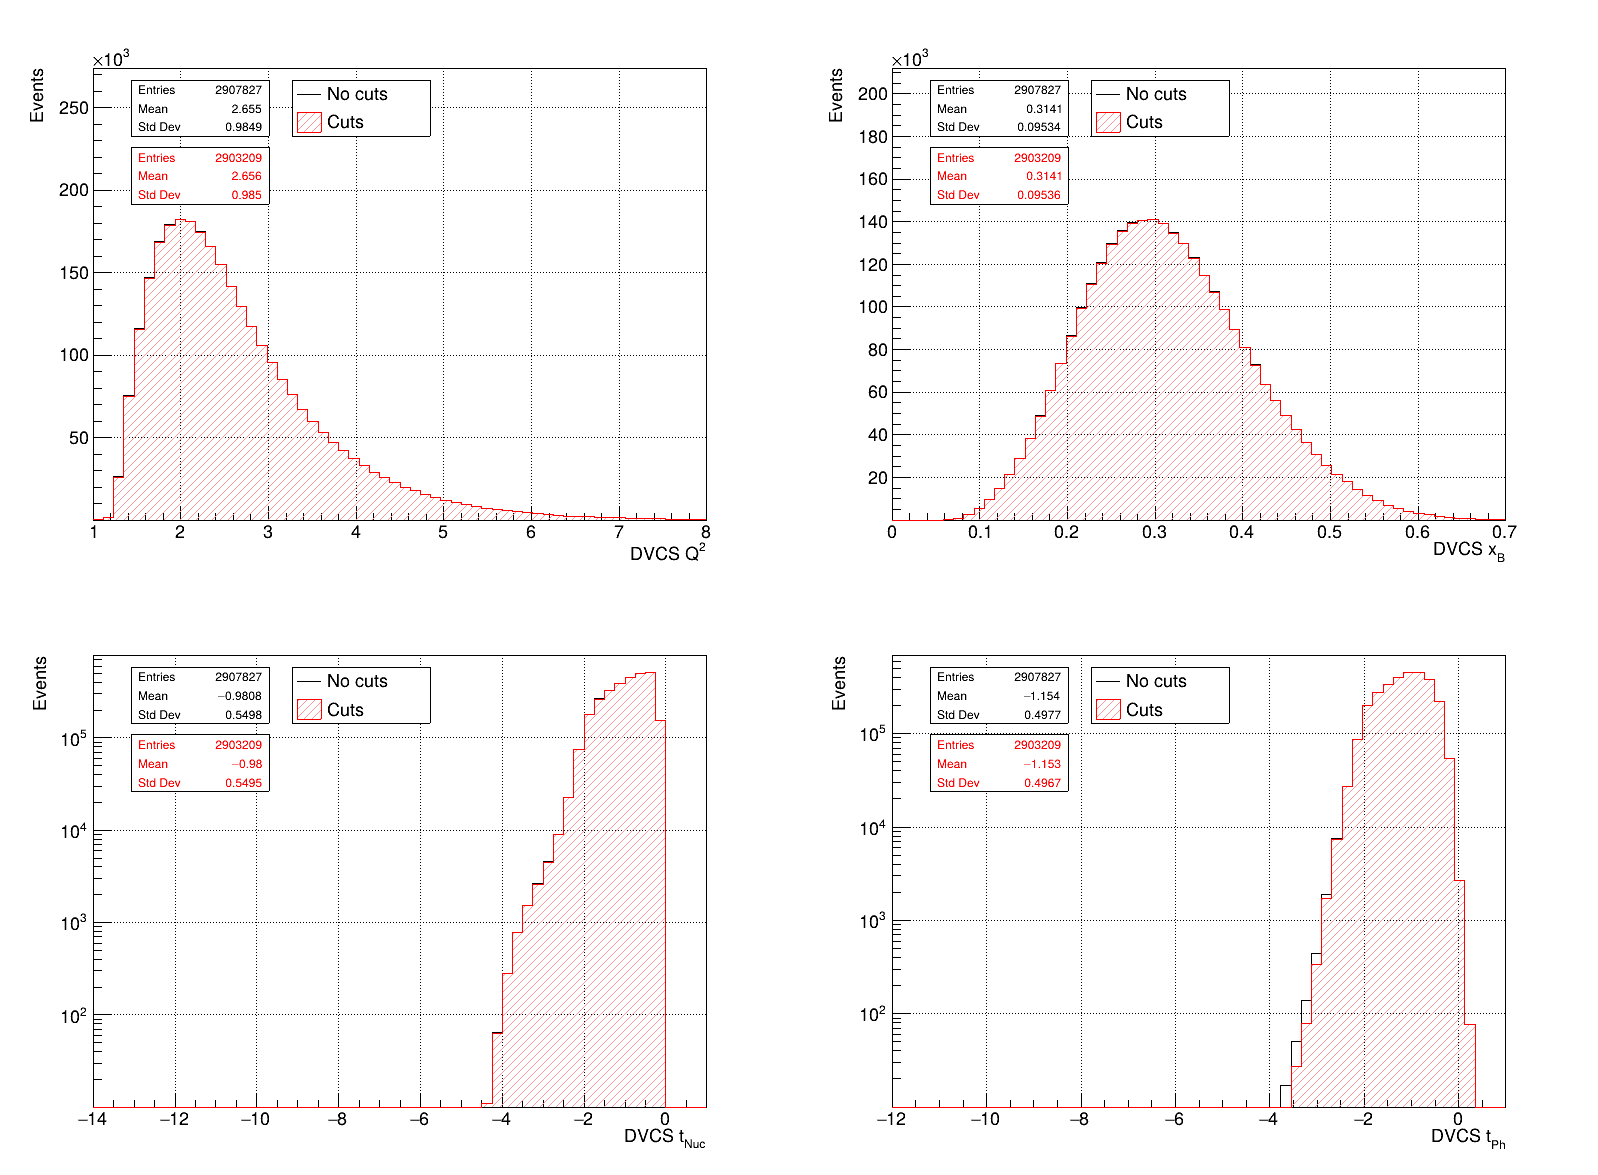 ×10³
Events
Entries 2907827
Mean 2.655
Std Dev 0.9849
Entries 2903209
Mean 2.656
Std Dev 0.985
No cuts
Cuts
250
200
150
100
50
1 2 3 4 5 6 7 8
DVCS Q²
×10³
Events
Entries 2907827
Mean 0.3141
Std Dev 0.09534
Entries 2903209
Mean 0.3141
Std Dev 0.09536
No cuts
Cuts
200
180
160
140
120
100
80
60
40
20
0 0.1 0.2 0.3 0.4 0.5 0.6 0.7
DVCS x_B
Events
Entries 2907827
Mean −0.9808
Std Dev 0.5498
Entries 2903209
Mean −0.98
Std Dev 0.5495
No cuts
Cuts
10⁵
10⁴
10³
10²
−14 −12 −10 −8 −6 −4 −2 0
DVCS t_Nuc
Events
Entries 2907827
Mean −1.154
Std Dev 0.4977
Entries 2903209
Mean −1.153
Std Dev 0.4967
No cuts
Cuts
10⁵
10⁴
10³
10²
−12 −10 −8 −6 −4 −2 0
DVCS t_Ph